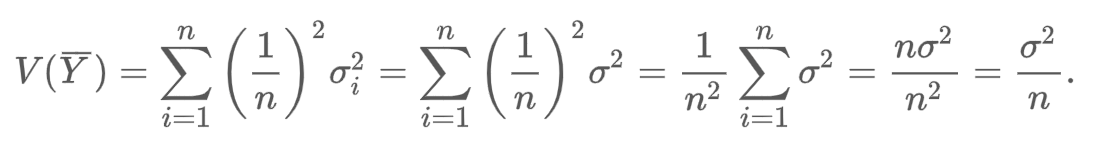 $V(\overline{Y}) = \sum_{i=1}^{n} \left(\frac{1}{n}\right)^2 \sigma_i^2 = \sum_{i=1}^{n} \left(\frac{1}{n}\right)^2 \sigma^2 = \frac{1}{n^2} \sum_{i=1}^{n} \sigma^2 = \frac{n\sigma^2}{n^2} = \frac{\sigma^2}{n}.$